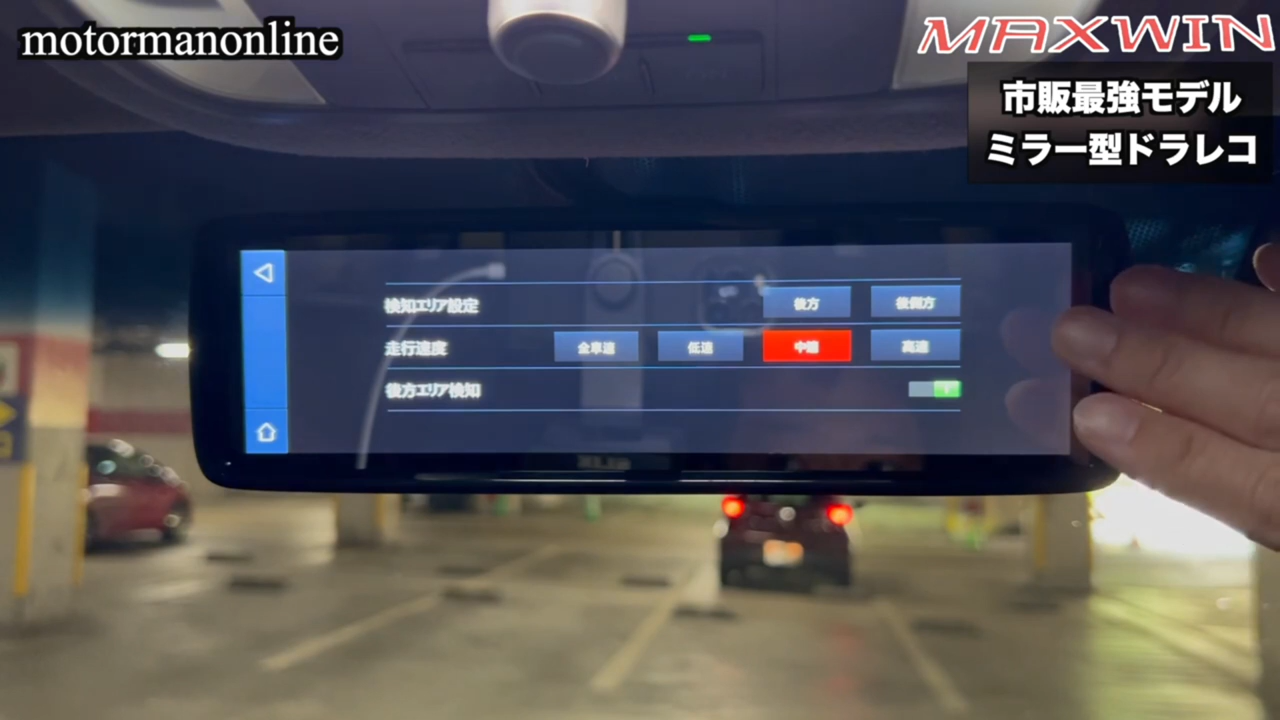 motormanonline
MAXWIN
市販最強モデル
ミラー型ドラレコ
検知エリア設定 後方 後側方
走行速度 全車速 低速 中速 高速
後方エリア検知